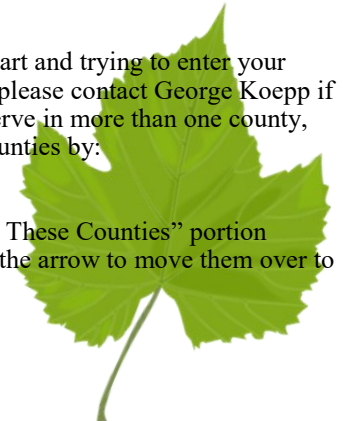 art and trying to enter your
please contact George Koepp if
erve in more than one county,
unties by:
These Counties” portion
the arrow to move them over to